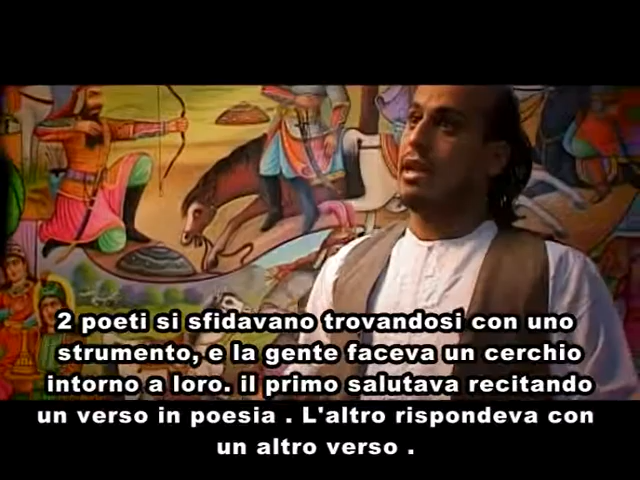 2 poeti si sfidavano trovandosi con uno
strumento, e la gente faceva un cerchio
intorno a loro. il primo salutava recitando
un verso in poesia . L'altro rispondeva con
un altro verso .